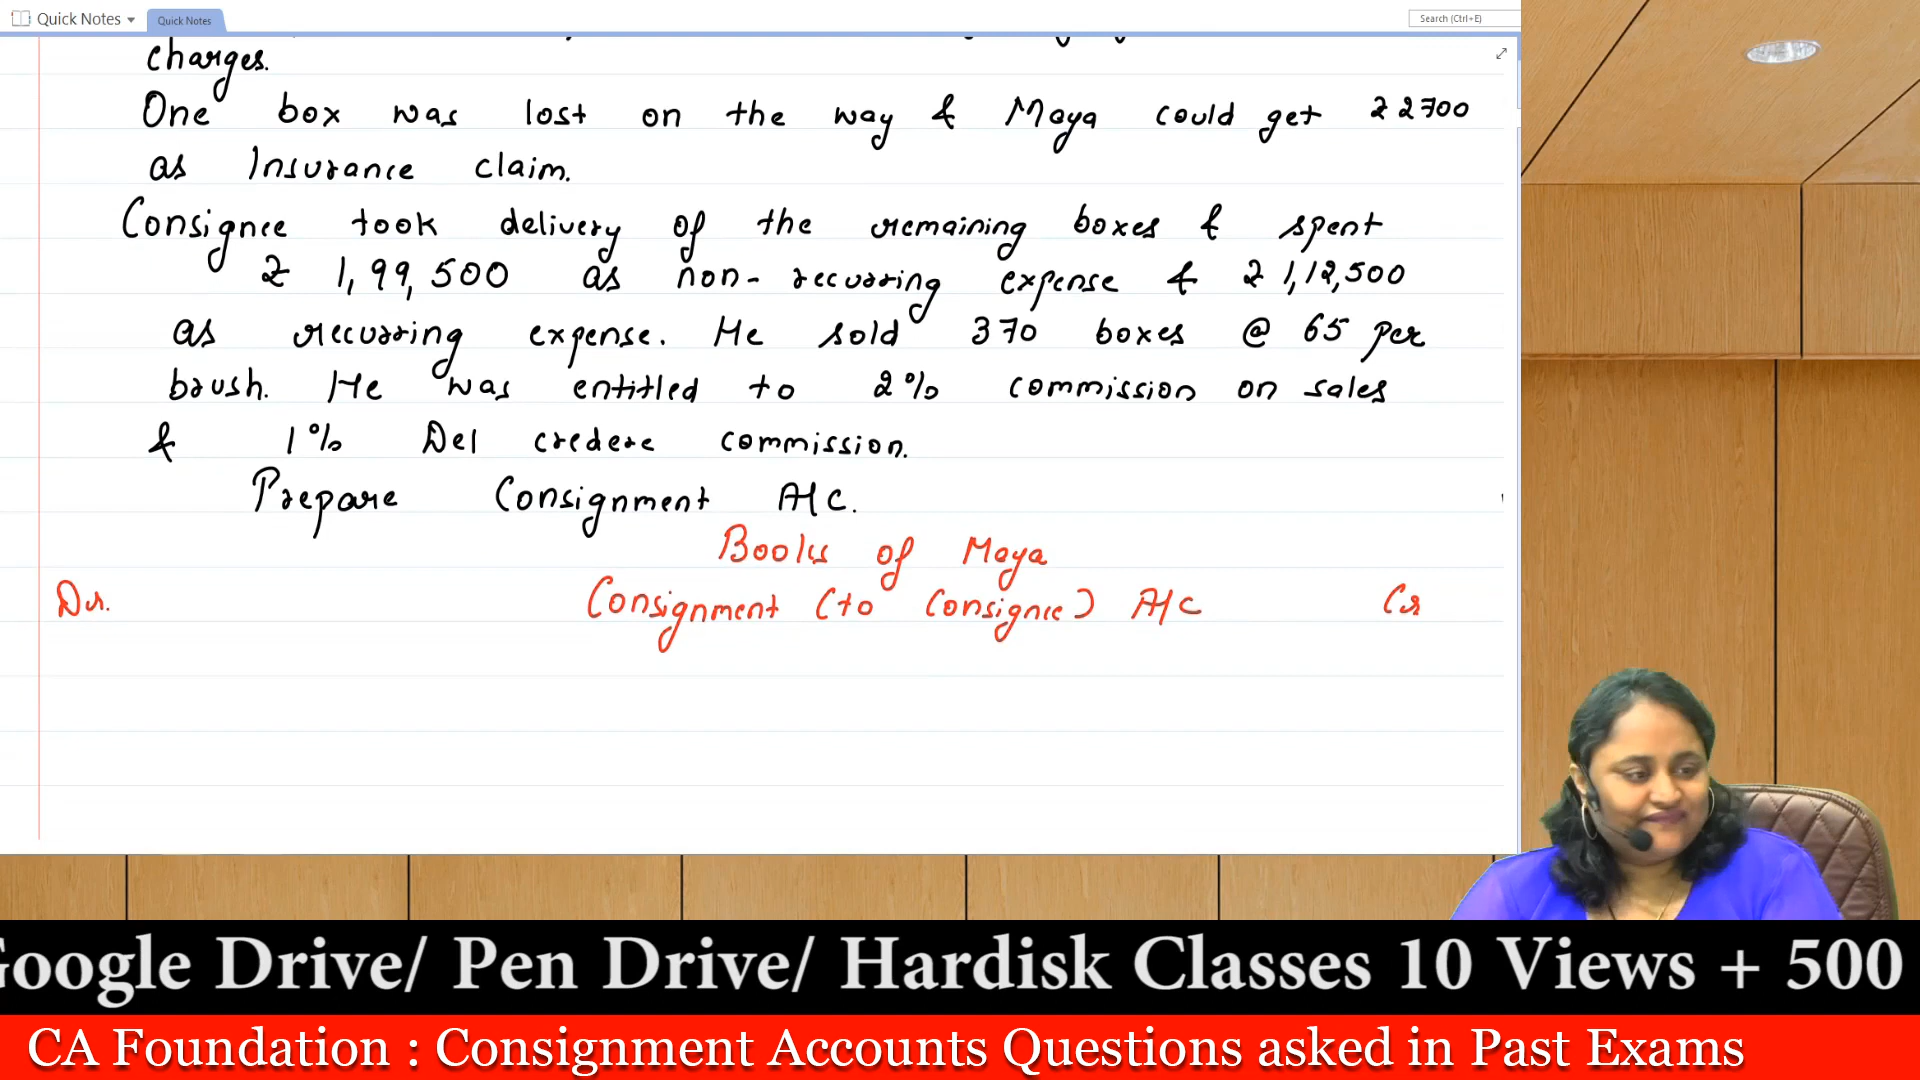 Quick Notes
Quick Notes
Search (Ctrl+E)
charges.
One box was lost on the way & Maya could get ₹ 2700
as Insurance claim.
Consignee took delivery of the remaining boxes & spent
₹ 1,99,500 as non-recurring expense & ₹ 1,12,500
as recurring expense. He sold 370 boxes @ 65 per
brush. He was entitled to 2% commission on sales
& 1% Del credere commission.
Prepare Consignment A/C.
Books of Maya
Dr. Consignment (to Consignee) A/C Cr
Google Drive/ Pen Drive/ Hardisk Classes 10 Views + 500
CA Foundation : Consignment Accounts Questions asked in Past Exams